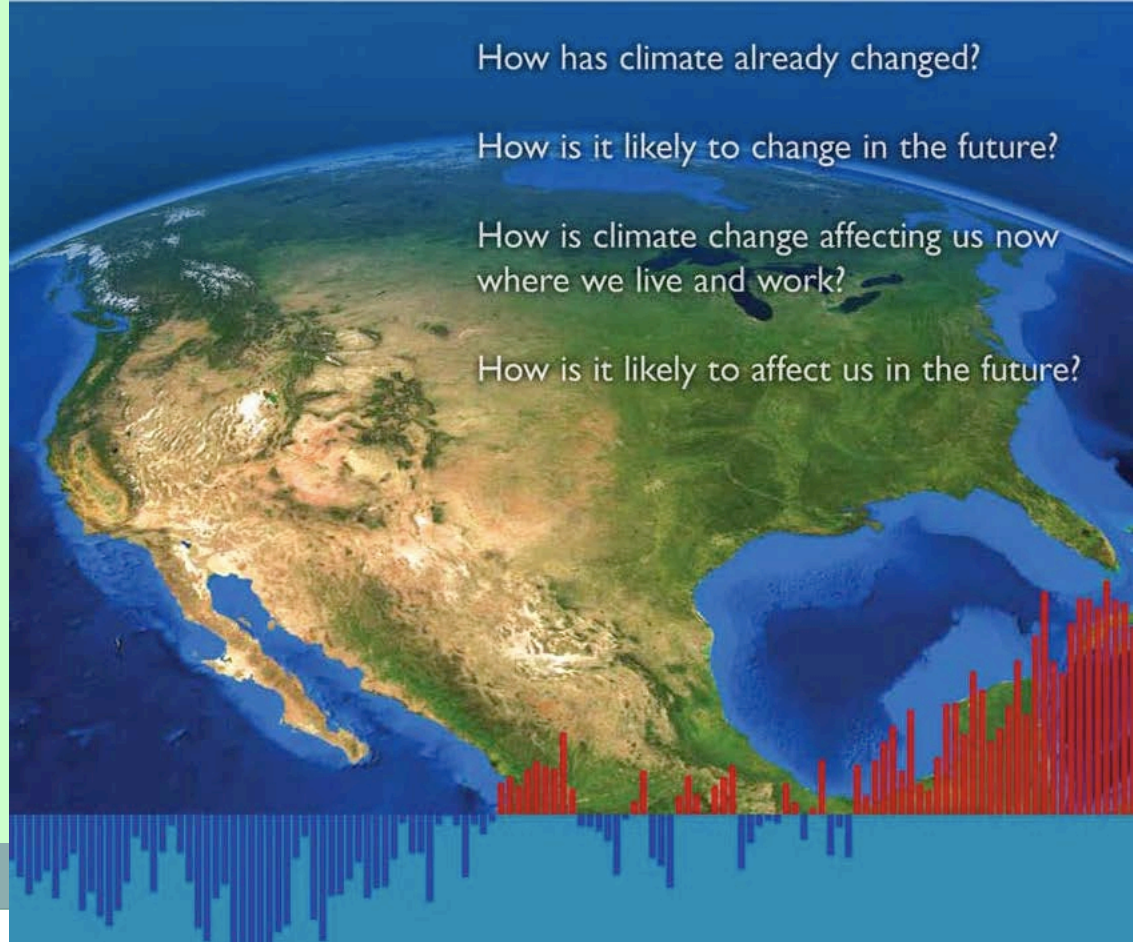 How has climate already changed?
How is it likely to change in the future?
How is climate change affecting us now
where we live and work?
How is it likely to affect us in the future?